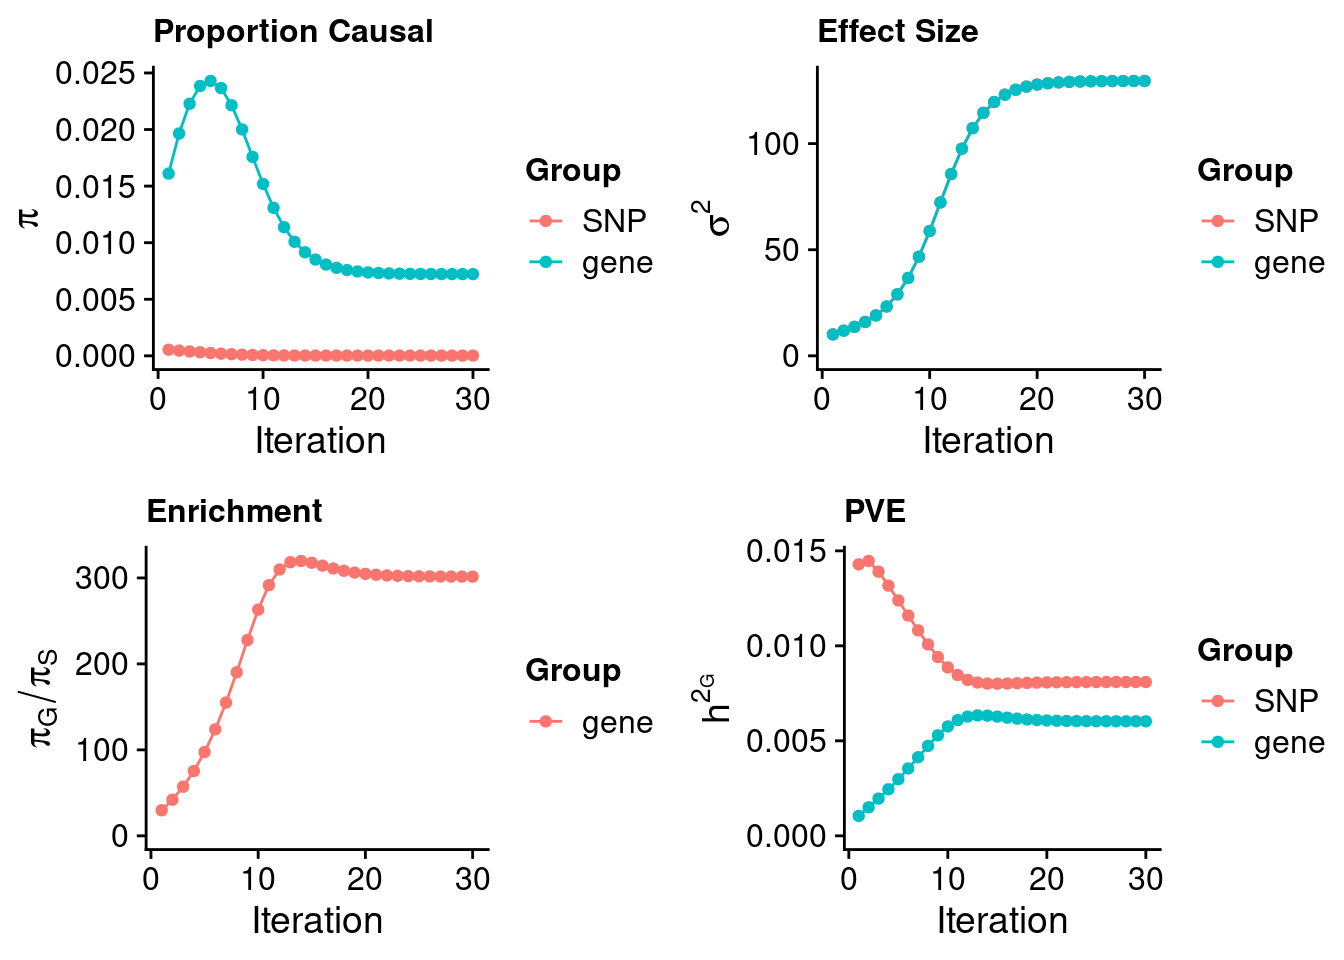 Proportion Causal
π
0.025
0.020
0.015
0.010
0.005
0.000
0 10 20 30
Iteration
Group
SNP
gene
Effect Size
σ²
100
50
0
0 10 20 30
Iteration
Group
SNP
gene
Enrichment
πG/πS
300
200
100
0
0 10 20 30
Iteration
Group
gene
PVE
h²G
0.015
0.010
0.005
0.000
0 10 20 30
Iteration
Group
SNP
gene